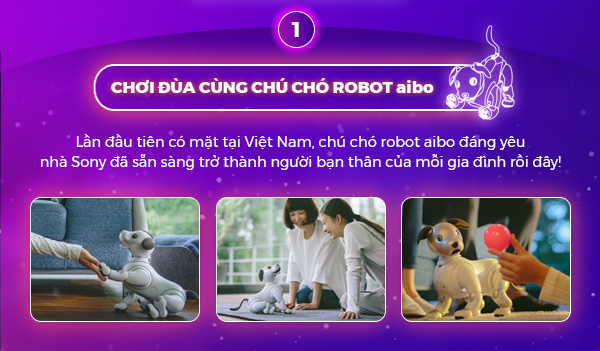 1
CHƠI ĐÙA CÙNG CHÚ CHÓ ROBOT aibo
Lần đầu tiên có mặt tại Việt Nam, chú chó robot aibo đáng yêu
nhà Sony đã sẵn sàng trở thành người bạn thân của mỗi gia đình rồi đây!